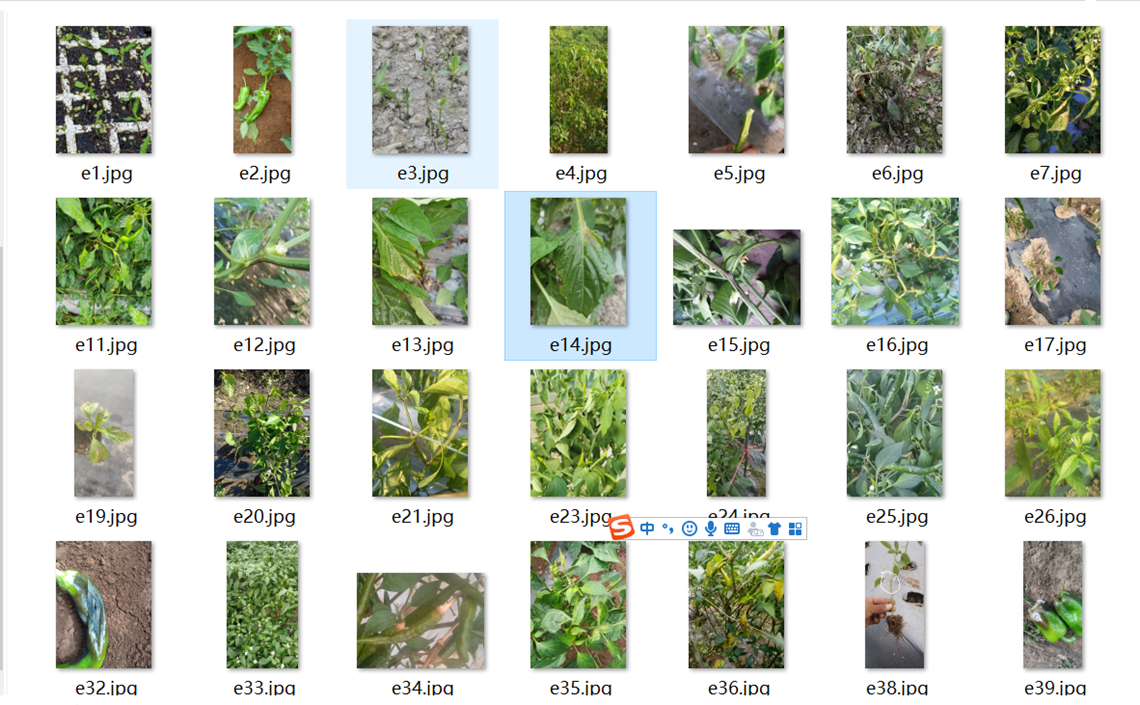 e1.jpg e2.jpg e3.jpg e4.jpg e5.jpg e6.jpg e7.jpg
e11.jpg e12.jpg e13.jpg e14.jpg e15.jpg e16.jpg e17.jpg
e19.jpg e20.jpg e21.jpg e23.jpg e24.jpg e25.jpg e26.jpg
S 中 °,
e32.jpg e33.jpg e34.jpg e35.jpg e36.jpg e38.jpg e39.jpg